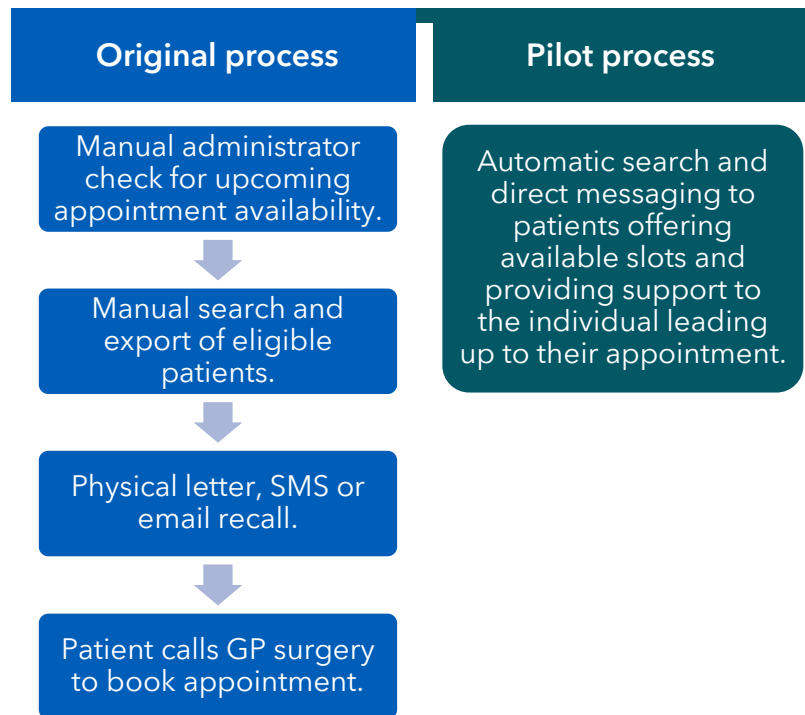 Original process
Pilot process
Manual administrator
check for upcoming
appointment availability.
Manual search and
export of eligible
patients.
Physical letter, SMS or
email recall.
Patient calls GP surgery
to book appointment.
Automatic search and
direct messaging to
patients offering
available slots and
providing support to
the individual leading
up to their appointment.